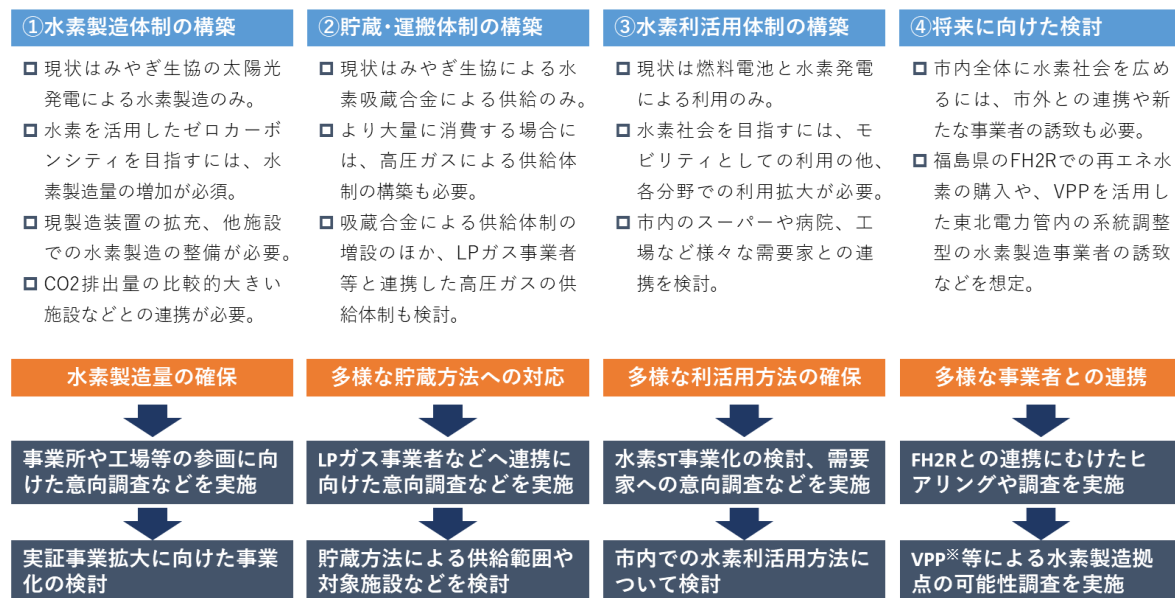 ①水素製造体制の構築
現状はみやぎ生協の太陽光
発電による水素製造のみ。
水素を活用したゼロカーボ
ンシティを目指すには、水
素製造量の増加が必須。
現製造装置の拡充、他施設
での水素製造の整備が必要。
CO2排出量の比較的大きい
施設などとの連携が必要。
水素製造量の確保
事業所や工場等の参画に向
けた意向調査などを実施
実証事業拡大に向けた事業
化の検討
②貯蔵・運搬体制の構築
現状はみやぎ生協による水
素吸蔵合金による供給のみ。
より大量に消費する場合に
は、高圧ガスによる供給体
制の構築も必要。
吸蔵合金による供給体制の
増設のほか、LPガス事業者
等と連携した高圧ガスの供
給体制も検討。
多様な貯蔵方法への対応
LPガス事業者などへ連携に
向けた意向調査などを実施
貯蔵方法による供給範囲や
対象施設などを検討
③水素利活用体制の構築
現状は燃料電池と水素発電
による利用のみ。
水素社会を目指すには、モ
ビリティとしての利用の他、
各分野での利用拡大が必要。
市内のスーパーや病院、工
場など様々な需要家との連
携を検討。
多様な利活用方法の確保
水素ST事業化の検討、需要
家への意向調査などを実施
市内での水素利活用方法に
ついて検討
④将来に向けた検討
市内全体に水素社会を広め
るには、市外との連携や新
たな事業者の誘致も必要。
福島県のFH2Rでの再エネ水
素の購入や、VPPを活用し
た東北電力管内の系統調整
型の水素製造事業者の誘致
などを想定。
多様な事業者との連携
FH2Rとの連携にむけたヒ
アリングや調査を実施
VPP※等による水素製造拠
点の可能性調査を実施